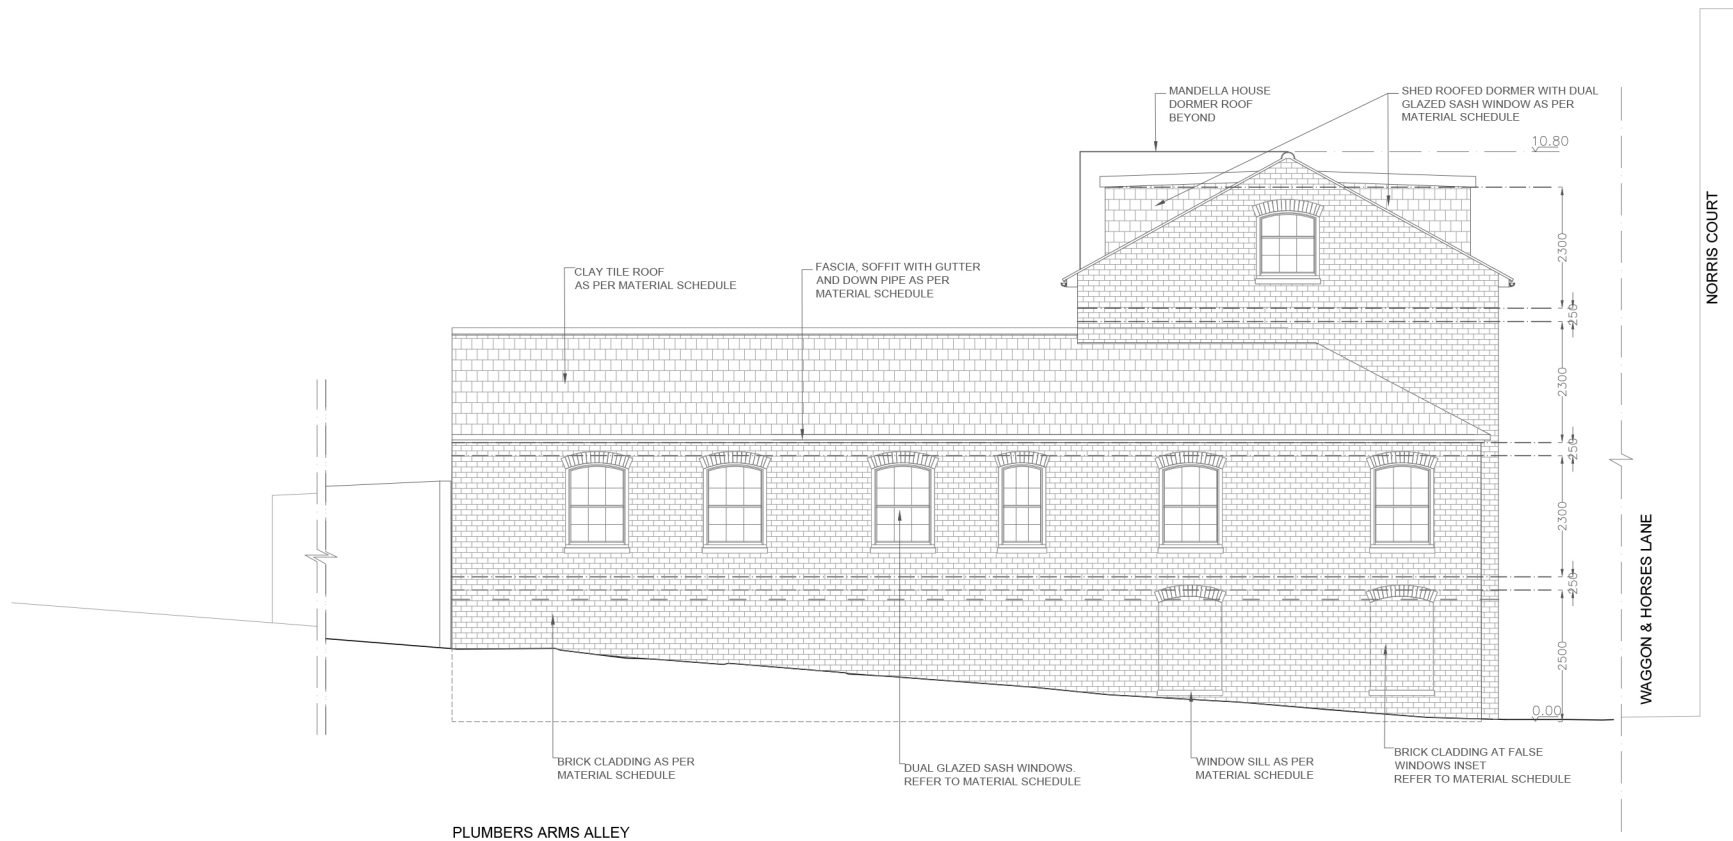 MANDELLA HOUSE
DORMER ROOF
BEYOND
SHED ROOFED DORMER WITH DUAL
GLAZED SASH WINDOW AS PER
MATERIAL SCHEDULE
10.80
NORRIS COURT
2300
CLAY TILE ROOF
AS PER MATERIAL SCHEDULE
FASCIA, SOFFIT WITH GUTTER
AND DOWN PIPE AS PER
MATERIAL SCHEDULE
250
2300
250
2300
250
2500
WAGGON & HORSES LANE
0.00
BRICK CLADDING AS PER
MATERIAL SCHEDULE
DUAL GLAZED SASH WINDOWS.
REFER TO MATERIAL SCHEDULE
WINDOW SILL AS PER
MATERIAL SCHEDULE
BRICK CLADDING AT FALSE
WINDOWS INSET
REFER TO MATERIAL SCHEDULE
PLUMBERS ARMS ALLEY